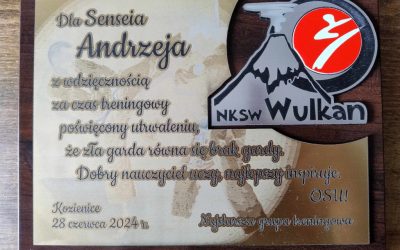 Dla Senseia
Andrzeja
z wdzięcznością
za czas treningowy
poświęcony utrwaleniu,
że zła garda równa się brak gardy.
Dobry nauczyciel uczy, najlepszy inspiruje.
OSU!
Kozienice
28 czerwca 2024 r.
Najstarsza grupa treningowa
NKSW Wulkan